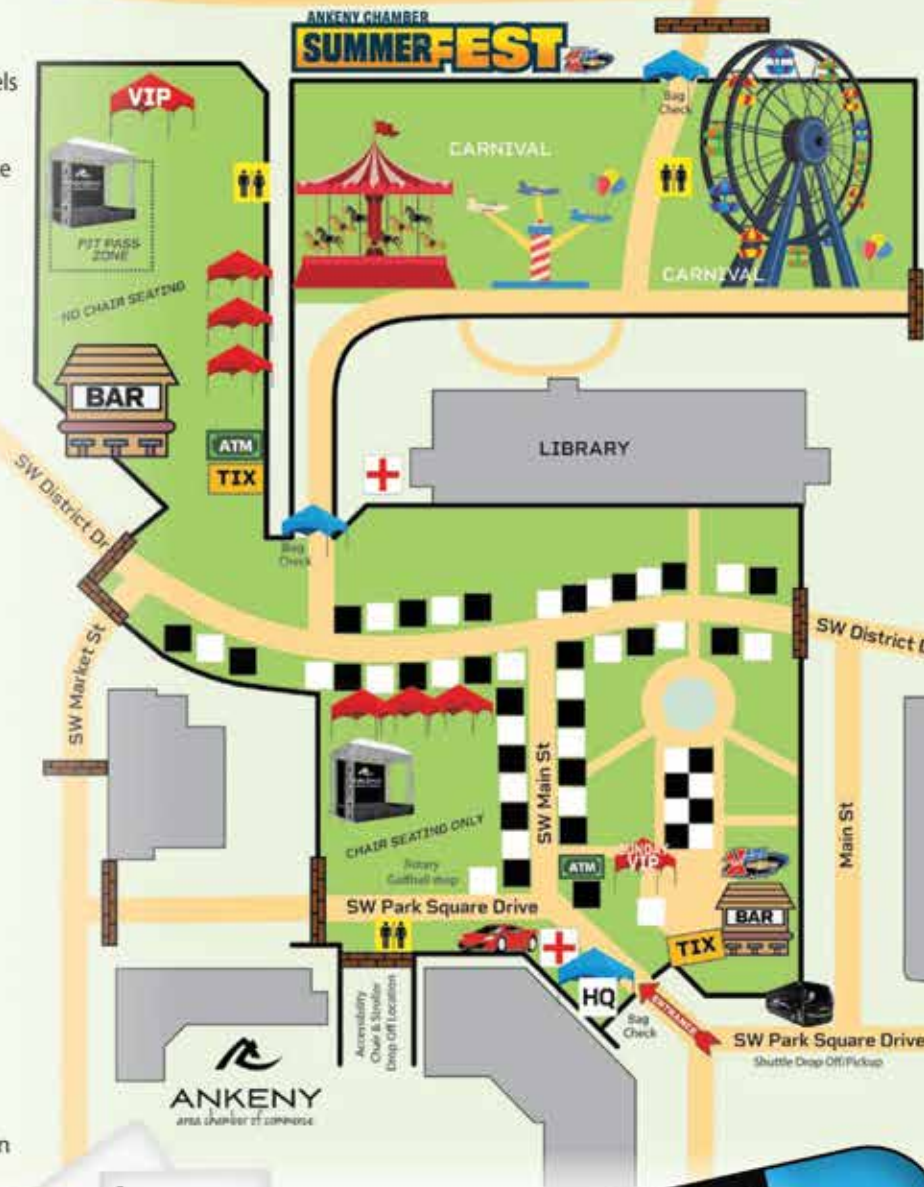 ANKENY CHAMBER
SUMMERFEST
els
e
VIP
Bag
Check
CARNIVAL
PIT PASS
ZONE
CARNIVAL
NO CHAIR SEATING
BAR
ATM
TIX
LIBRARY
SW District Dr
Bag
Check
SW District D
SW Market St
SW Main St
Main St
CHAIR SEATING ONLY
Rotary
SUNDAY
VIP
ATM
BAR
SW Park Square Drive
TIX
HQ
ENTRANCE
Bag
Check
Accessibility
Chair & Stroller
Drop Off Location
SW Park Square Drive
Shuttle Drop Off/Pickup
ANKENY
area chamber of commerce
n